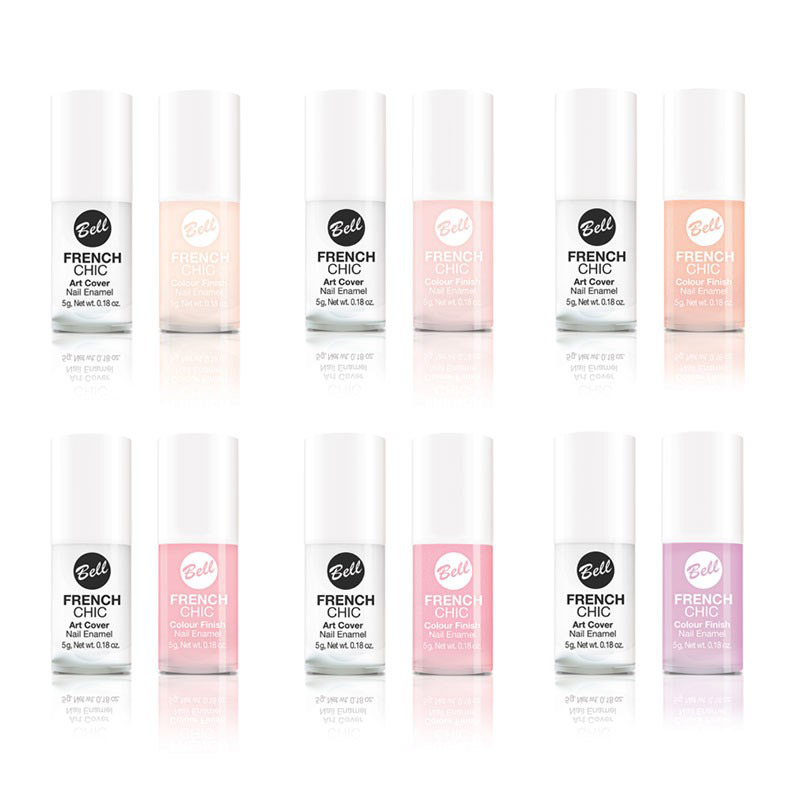 Bell
FRENCH
CHIC
Art Cover
Nail Enamel
5g, Net wt. 0.18 oz.
Bell
FRENCH
CHIC
Colour Finish
Nail Enamel
5g, Net wt. 0.18 oz.
Bell
FRENCH
CHIC
Art Cover
Nail Enamel
5g, Net wt. 0.18 oz.
Bell
FRENCH
CHIC
Colour Finish
Nail Enamel
5g, Net wt. 0.18 oz.
Bell
FRENCH
CHIC
Art Cover
Nail Enamel
5g, Net wt. 0.18 oz.
Bell
FRENCH
CHIC
Colour Finish
Nail Enamel
5g, Net wt. 0.18 oz.
Bell
FRENCH
CHIC
Art Cover
Nail Enamel
5g, Net wt. 0.18 oz.
Bell
FRENCH
CHIC
Colour Finish
Nail Enamel
5g, Net wt. 0.18 oz.
Bell
FRENCH
CHIC
Art Cover
Nail Enamel
5g, Net wt. 0.18 oz.
Bell
FRENCH
CHIC
Colour Finish
Nail Enamel
5g, Net wt. 0.18 oz.
Bell
FRENCH
CHIC
Art Cover
Nail Enamel
5g, Net wt. 0.18 oz.
Bell
FRENCH
CHIC
Colour Finish
Nail Enamel
5g, Net wt. 0.18 oz.